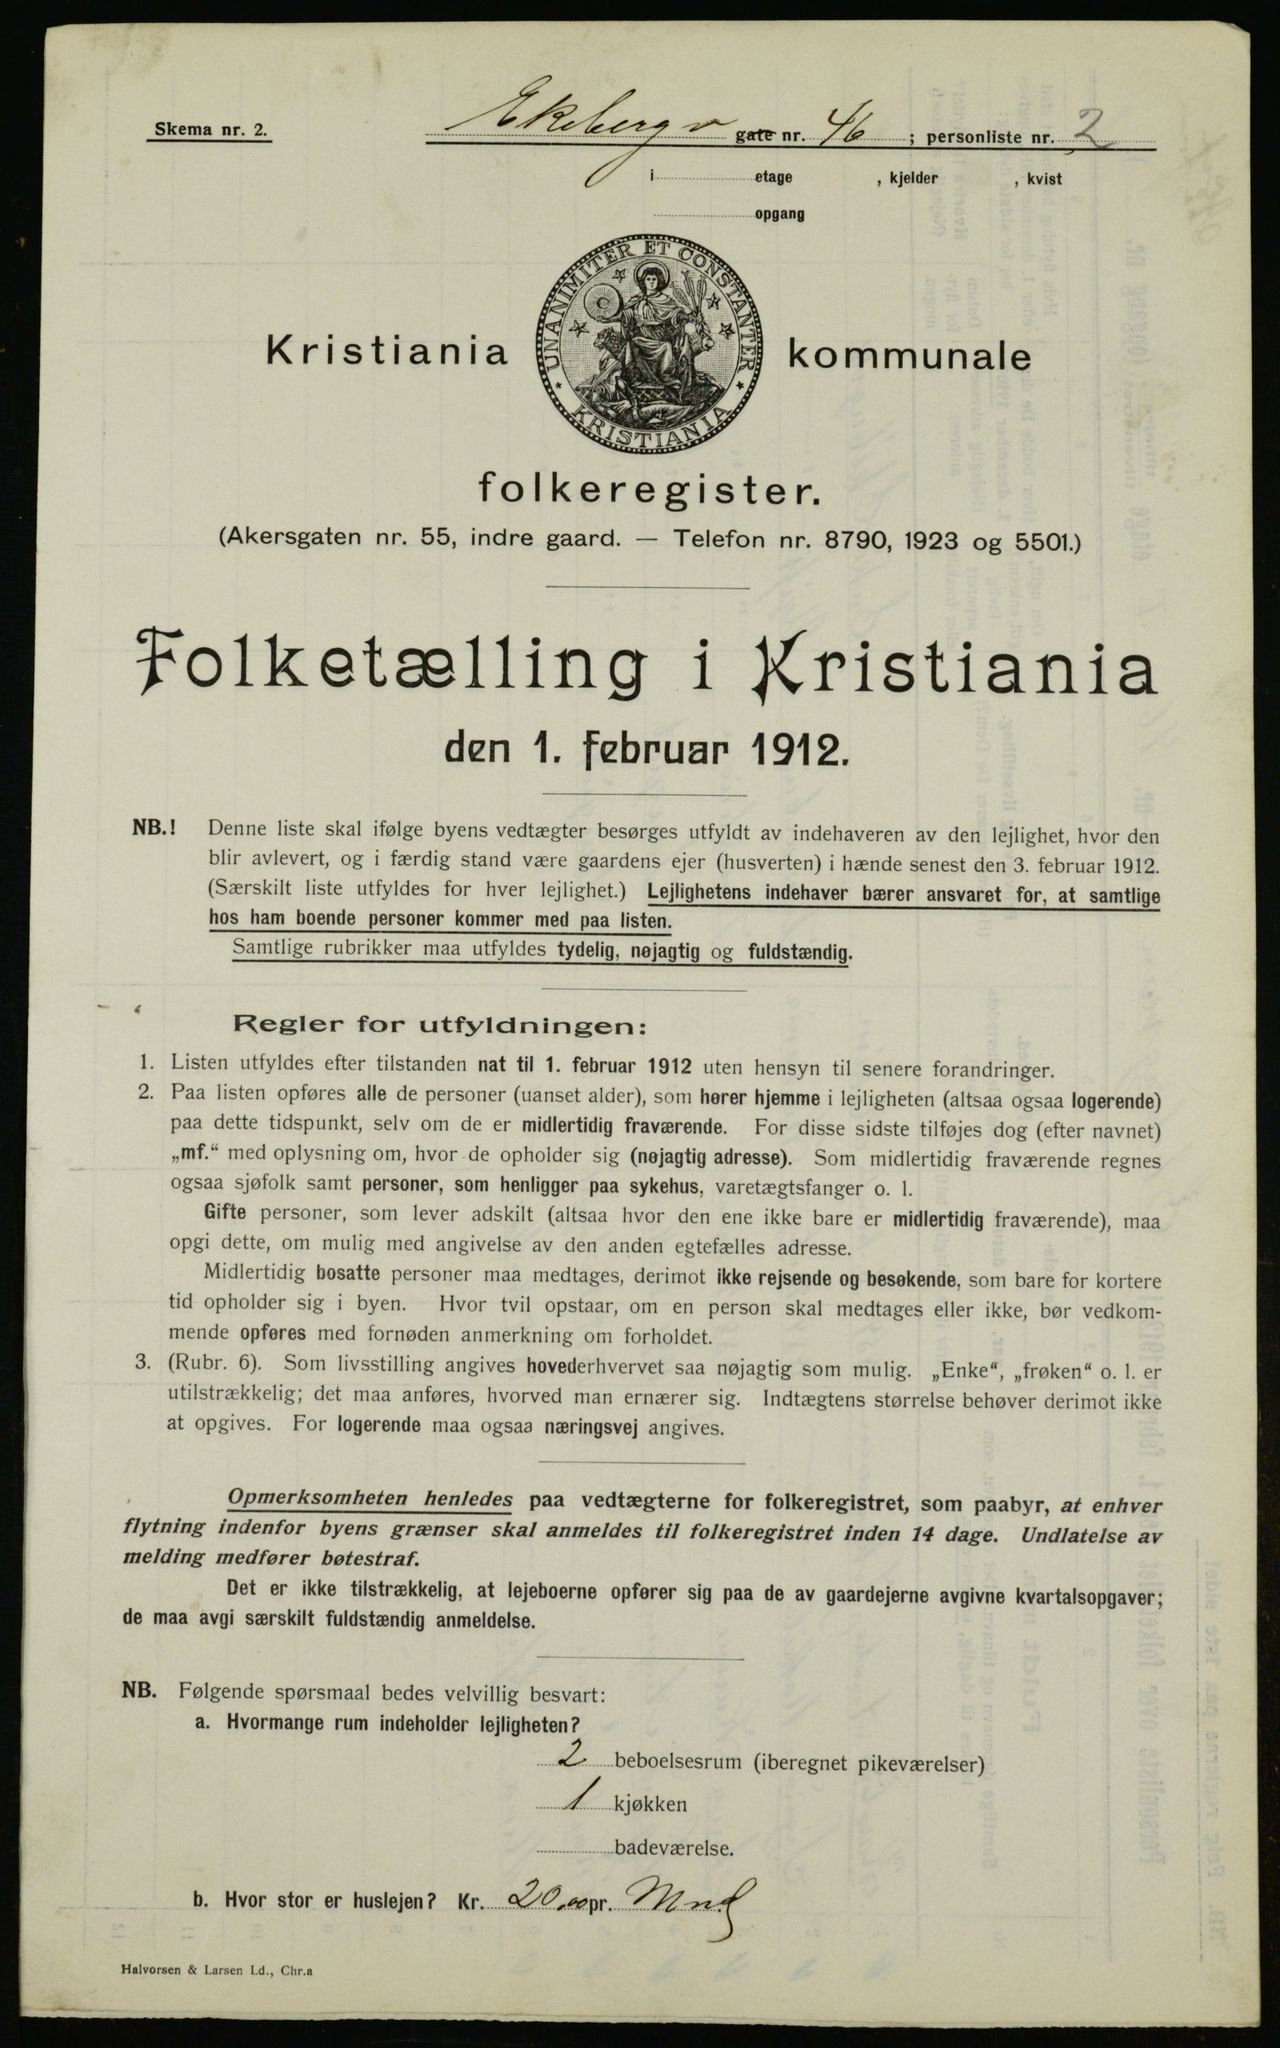 Skema nr. 2.
Ekebergv gate nr. 46 ; personliste nr. 2
i etage , kjelder , kvist
opgang
UNANIMITER ET CONSTANTER
KRISTIANIA
Kristiania kommunale
folkeregister.
(Akersgaten nr. 55, indre gaard. — Telefon nr. 8790, 1923 og 5501.)
Folketælling i Kristiania
den 1. februar 1912.
NB.! Denne liste skal ifølge byens vedtægter besørges utfyldt av indehaveren av den lejlighet, hvor den
blir avlevert, og i færdig stand være gaardens ejer (husverten) i hænde senest den 3. februar 1912.
(Særskilt liste utfyldes for hver lejlighet.) Lejlighetens indehaver bærer ansvaret for, at samtlige
hos ham boende personer kommer med paa listen.
Samtlige rubrikker maa utfyldes tydelig, nøjagtig og fuldstændig.
Regler for utfyldningen:
1. Listen utfyldes efter tilstanden nat til 1. februar 1912 uten hensyn til senere forandringer.
2. Paa listen opføres alle de personer (uanset alder), som hører hjemme i lejligheten (altsaa ogsaa logerende)
paa dette tidspunkt, selv om de er midlertidig fraværende. For disse sidste tilføjes dog (efter navnet)
„mf.“ med oplysning om, hvor de opholder sig (nøjagtig adresse). Som midlertidig fraværende regnes
ogsaa sjøfolk samt personer, som henligger paa sykehus, varetægtsfanger o. l.
Gifte personer, som lever adskilt (altsaa hvor den ene ikke bare er midlertidig fraværende), maa
opgi dette, om mulig med angivelse av den anden egtefælles adresse.
Midlertidig bosatte personer maa medtages, derimot ikke rejsende og besøkende, som bare for kortere
tid opholder sig i byen. Hvor tvil opstaar, om en person skal medtages eller ikke, bør vedkom-
mende opføres med fornøden anmerkning om forholdet.
3. (Rubr. 6). Som livsstilling angives hovederhvervet saa nøjagtig som mulig. „Enke“, „frøken“ o. l. er
utilstrækkelig; det maa anføres, hvorved man ernærer sig. Indtægtens størrelse behøver derimot ikke
at opgives. For logerende maa ogsaa næringsvej angives.
Opmerksomheten henledes paa vedtægterne for folkeregistret, som paabyr, at enhver
flytning indenfor byens grænser skal anmeldes til folkeregistret inden 14 dage. Undlatelse av
melding medfører bøtestraf.
Det er ikke tilstrækkelig, at lejeboerne opfører sig paa de av gaardejerne avgivne kvartalsopgaver;
de maa avgi særskilt fuldstændig anmeldelse.
NB. Følgende spørsmaal bedes velvillig besvart:
a. Hvormange rum indeholder lejligheten?
2 beboelsesrum (iberegnet pikeværelser)
1 kjøkken
badeværelse.
b. Hvor stor er huslejen? Kr. 20.00 pr. Mnd
Halvorsen & Larsen Ld., Chr.a